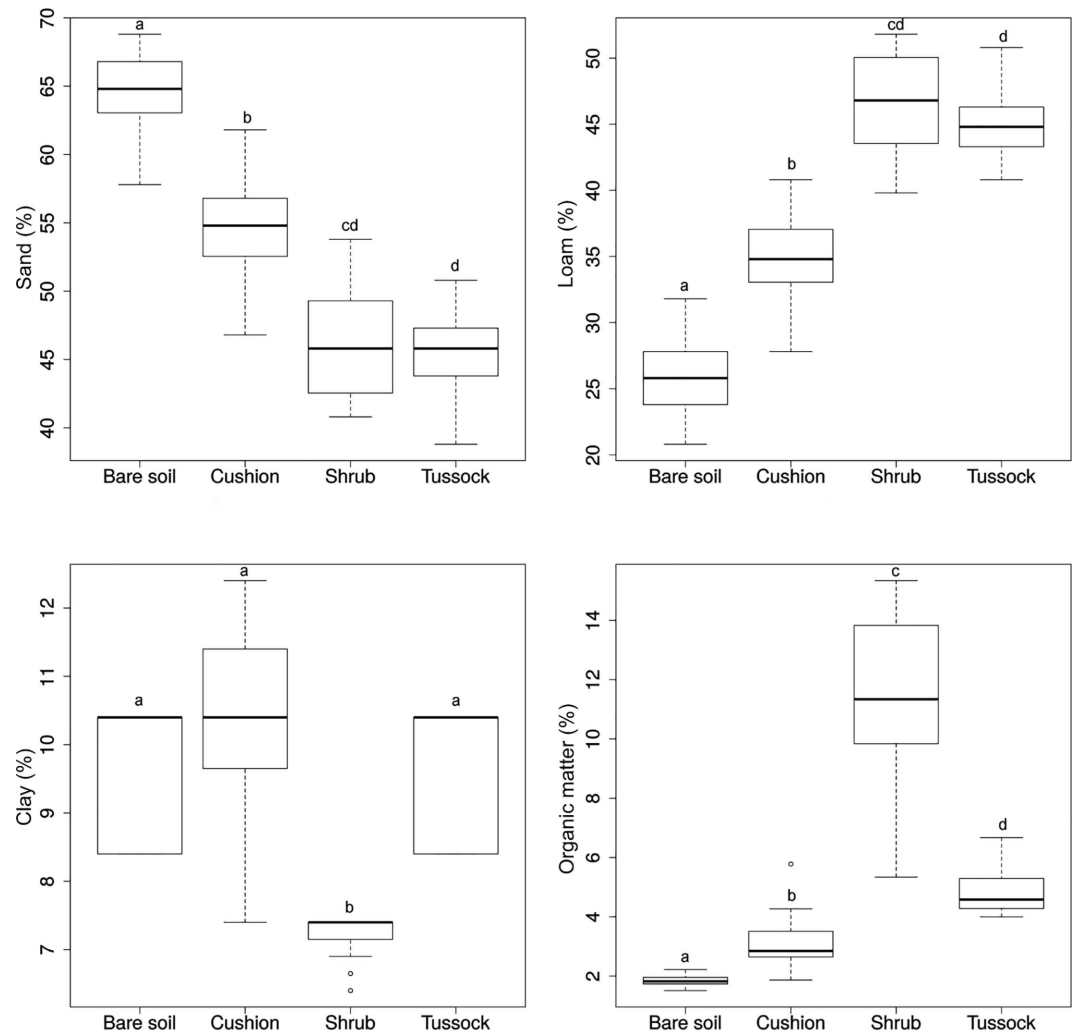 Sand (%)
70
65
60
55
50
45
40
a
b
cd
d
Bare soil Cushion Shrub Tussock
Loam (%)
50
45
40
35
30
25
20
a
b
cd
d
Bare soil Cushion Shrub Tussock
Clay (%)
12
11
10
9
8
7
a
a
b
a
Bare soil Cushion Shrub Tussock
Organic matter (%)
14
12
10
8
6
4
2
a
b
c
d
Bare soil Cushion Shrub Tussock